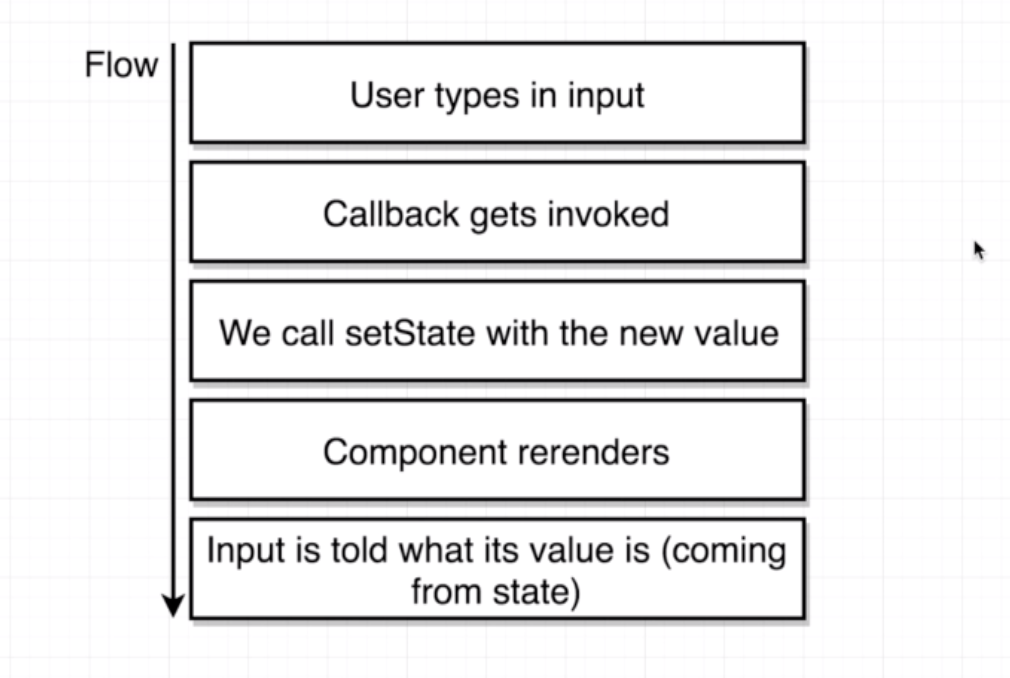 Flow
User types in input
Callback gets invoked
We call setState with the new value
Component rerenders
Input is told what its value is (coming
from state)